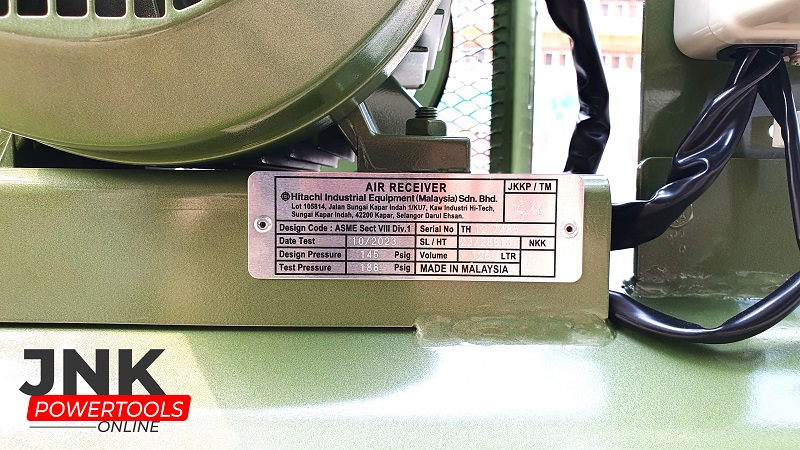 AIR RECEIVER
JKKP / TM
Hitachi Industrial Equipment (Malaysia) Sdn. Bhd.
Lot 105814, Jalan Sungai Kapar Indah 1/KU7, Kaw Industri Hi-Tech,
Sungai Kapar Indah, 42200 Kapar, Selangor Darul Ehsan.
Design Code : ASME Sect VIII Div.1 Serial No TH
Date Test 10/2023 SL / HT NKK
Design Pressure 145 Psig Volume LTR
Test Pressure 188 Psig MADE IN MALAYSIA
JNK
POWERTOOLS
ONLINE